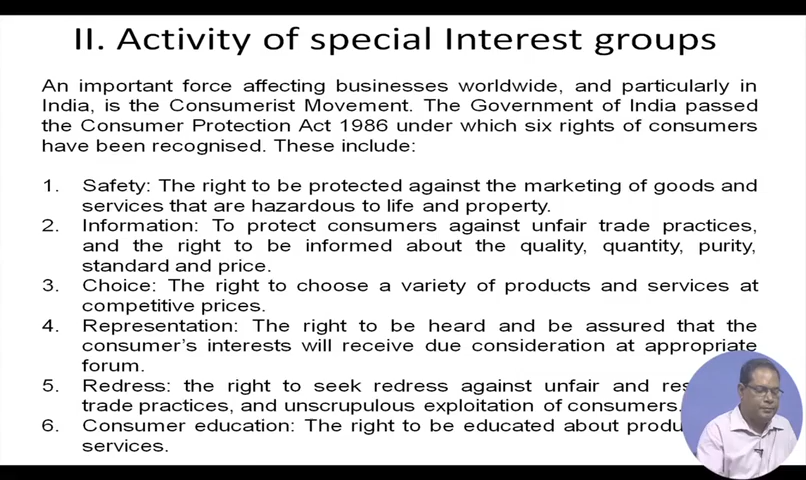 II. Activity of special Interest groups
An important force affecting businesses worldwide, and particularly in
India, is the Consumerist Movement. The Government of India passed
the Consumer Protection Act 1986 under which six rights of consumers
have been recognised. These include:
1. Safety: The right to be protected against the marketing of goods and
services that are hazardous to life and property.
2. Information: To protect consumers against unfair trade practices,
and the right to be informed about the quality, quantity, purity,
standard and price.
3. Choice: The right to choose a variety of products and services at
competitive prices.
4. Representation: The right to be heard and be assured that the
consumer's interests will receive due consideration at appropriate
forum.
5. Redress: the right to seek redress against unfair and
trade practices, and unscrupulous exploitation of consumers.
6. Consumer education: The right to be educated about
services.